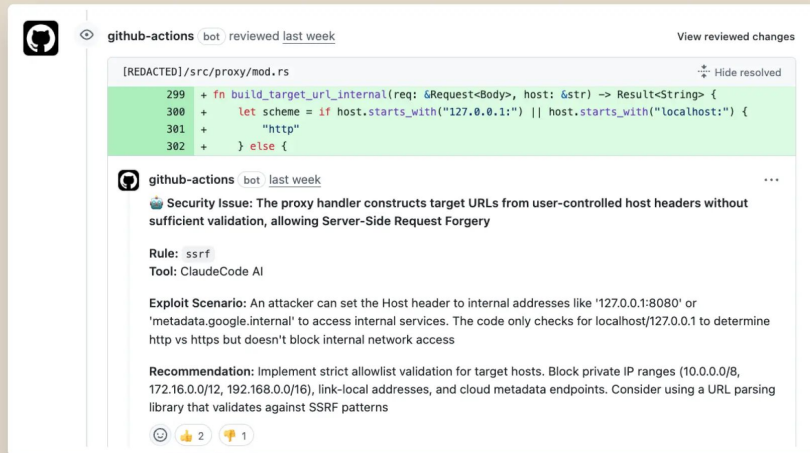 github-actions bot reviewed last week
View reviewed changes
[REDACTED]/src/proxy/mod.rs
Hide resolved
299 + fn build_target_url_internal(req: &Request<Body>, host: &str) -> Result<String> {
300 + let scheme = if host.starts_with("127.0.0.1:") || host.starts_with("localhost:") {
301 + "http"
302 + } else {
github-actions bot last week
Security Issue: The proxy handler constructs target URLs from user-controlled host headers without
sufficient validation, allowing Server-Side Request Forgery
Rule: ssrf
Tool: ClaudeCode AI
Exploit Scenario: An attacker can set the Host header to internal addresses like '127.0.0.1:8080' or
'metadata.google.internal' to access internal services. The code only checks for localhost/127.0.0.1 to determine
http vs https but doesn't block internal network access
Recommendation: Implement strict allowlist validation for target hosts. Block private IP ranges (10.0.0.0/8,
172.16.0.0/12, 192.168.0.0/16), link-local addresses, and cloud metadata endpoints. Consider using a URL parsing
library that validates against SSRF patterns
2 1